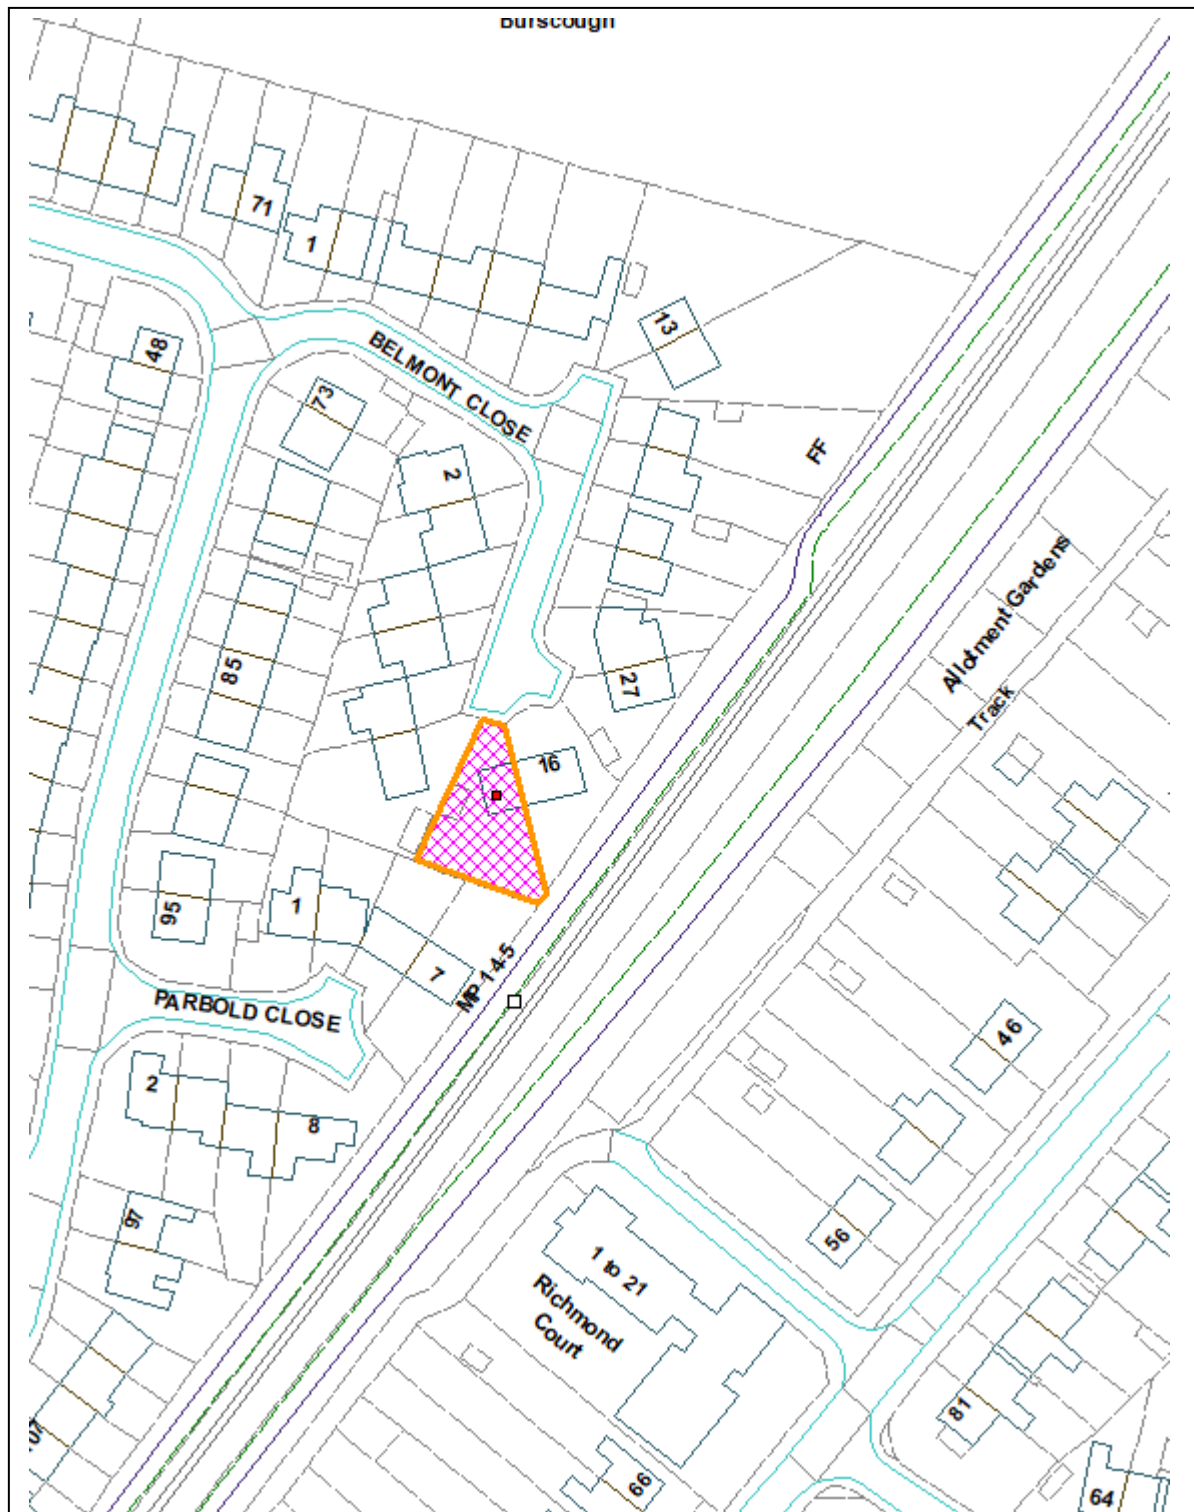 Burscough
71
1
13
48
BELMONT CLOSE
73
2
FF
Allotment Gardens
Track
85
27
16
95
1
7
MP 14·5
PARBOLD CLOSE
46
2
8
97
56
1 to 21
Richmond
Court
81
66
64